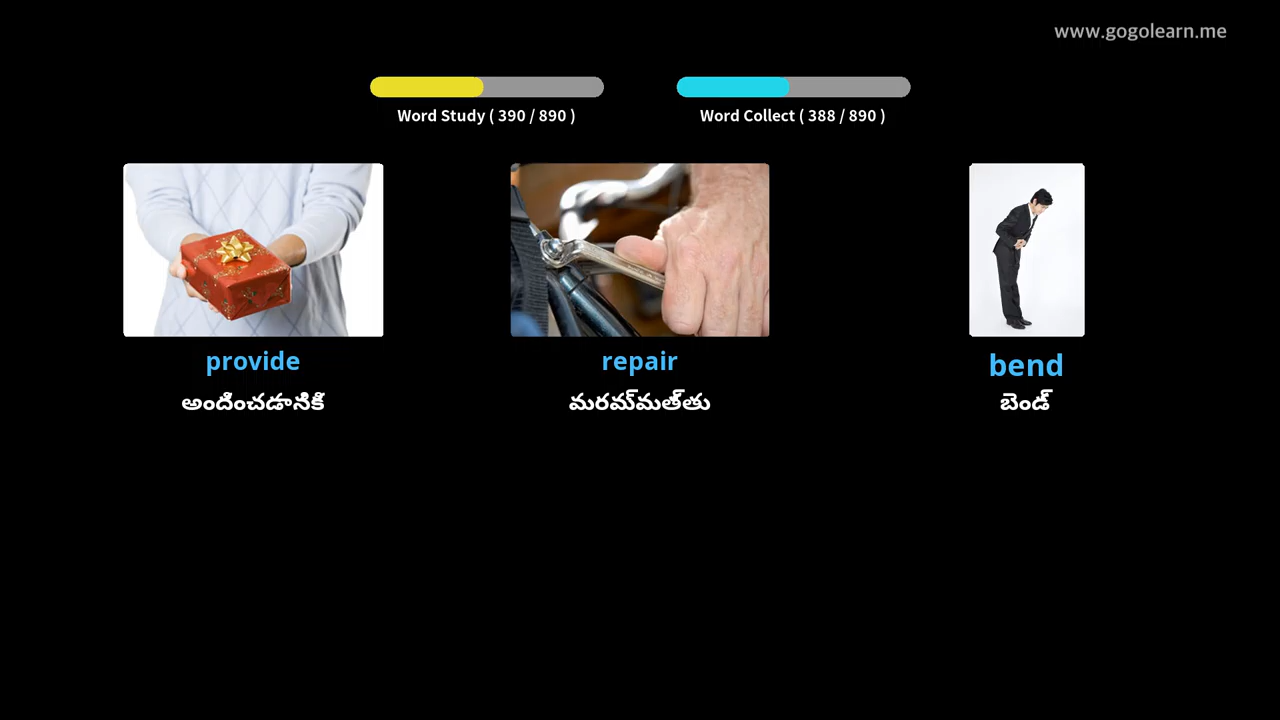 www.gogolearn.me
Word Study ( 390 / 890 )
Word Collect ( 388 / 890 )
provide
అందించడానికి
repair
మరమ్మత్తు
bend
బెండ్